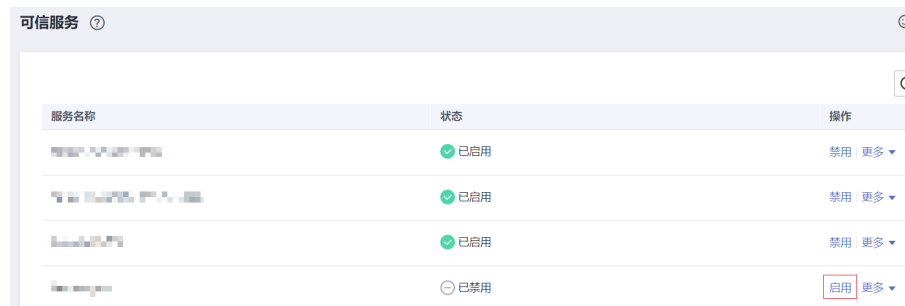 可信服务
服务名称 状态 操作
已启用 禁用 更多
已启用 禁用 更多
已启用 禁用 更多
已禁用 启用 更多